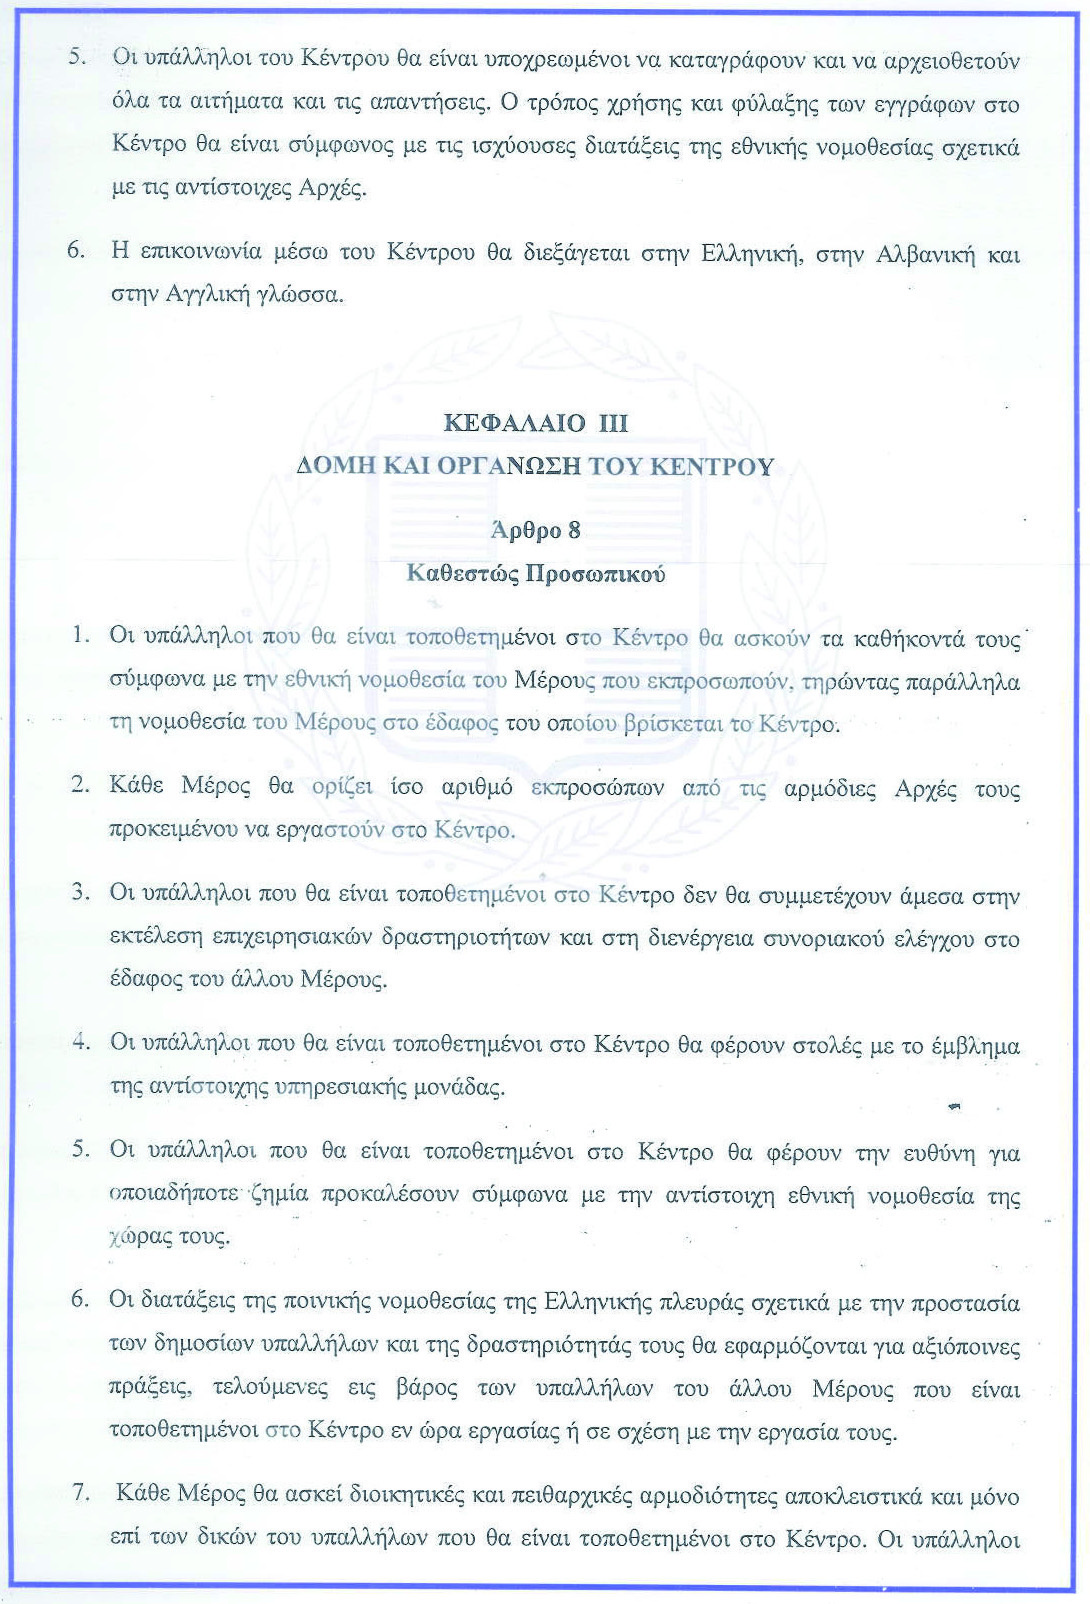 5. Οι υπάλληλοι του Κέντρου θα είναι υποχρεωμένοι να καταγράφουν και να αρχειοθετούν
όλα τα αιτήματα και τις απαντήσεις. Ο τρόπος χρήσης και φύλαξης των εγγράφων στο
Κέντρο θα είναι σύμφωνος με τις ισχύουσες διατάξεις της εθνικής νομοθεσίας σχετικά
με τις αντίστοιχες Αρχές.
6. Η επικοινωνία μέσω του Κέντρου θα διεξάγεται στην Ελληνική, στην Αλβανική και
στην Αγγλική γλώσσα.
ΚΕΦΑΛΑΙΟ ΙΙΙ
ΔΟΜΗ ΚΑΙ ΟΡΓΑΝΩΣΗ ΤΟΥ ΚΕΝΤΡΟΥ
Άρθρο 8
Καθεστώς Προσωπικού
1. Οι υπάλληλοι που θα είναι τοποθετημένοι στο Κέντρο θα ασκούν τα καθήκοντά τους
σύμφωνα με την εθνική νομοθεσία του Μέρους που εκπροσωπούν, τηρώντας παράλληλα
τη νομοθεσία του Μέρους στο έδαφος του οποίου βρίσκεται το Κέντρο.
2. Κάθε Μέρος θα ορίζει ίσο αριθμό εκπροσώπων από τις αρμόδιες Αρχές τους
προκειμένου να εργαστούν στο Κέντρο.
3. Οι υπάλληλοι που θα είναι τοποθετημένοι στο Κέντρο δεν θα συμμετέχουν άμεσα στην
εκτέλεση επιχειρησιακών δραστηριοτήτων και στη διενέργεια συνοριακού ελέγχου στο
έδαφος του άλλου Μέρους.
4. Οι υπάλληλοι που θα είναι τοποθετημένοι στο Κέντρο θα φέρουν στολές με το έμβλημα
της αντίστοιχης υπηρεσιακής μονάδας.
5. Οι υπάλληλοι που θα είναι τοποθετημένοι στο Κέντρο θα φέρουν την ευθύνη για
οποιαδήποτε ζημία προκαλέσουν σύμφωνα με την αντίστοιχη εθνική νομοθεσία της
χώρας τους.
6. Οι διατάξεις της ποινικής νομοθεσίας της Ελληνικής πλευράς σχετικά με την προστασία
των δημοσίων υπαλλήλων και της δραστηριότητάς τους θα εφαρμόζονται για αξιόποινες
πράξεις, τελούμενες εις βάρος των υπαλλήλων του άλλου Μέρους που είναι
τοποθετημένοι στο Κέντρο εν ώρα εργασίας ή σε σχέση με την εργασία τους.
7. Κάθε Μέρος θα ασκεί διοικητικές και πειθαρχικές αρμοδιότητες αποκλειστικά και μόνο
επί των δικών του υπαλλήλων που θα είναι τοποθετημένοι στο Κέντρο. Οι υπάλληλοι